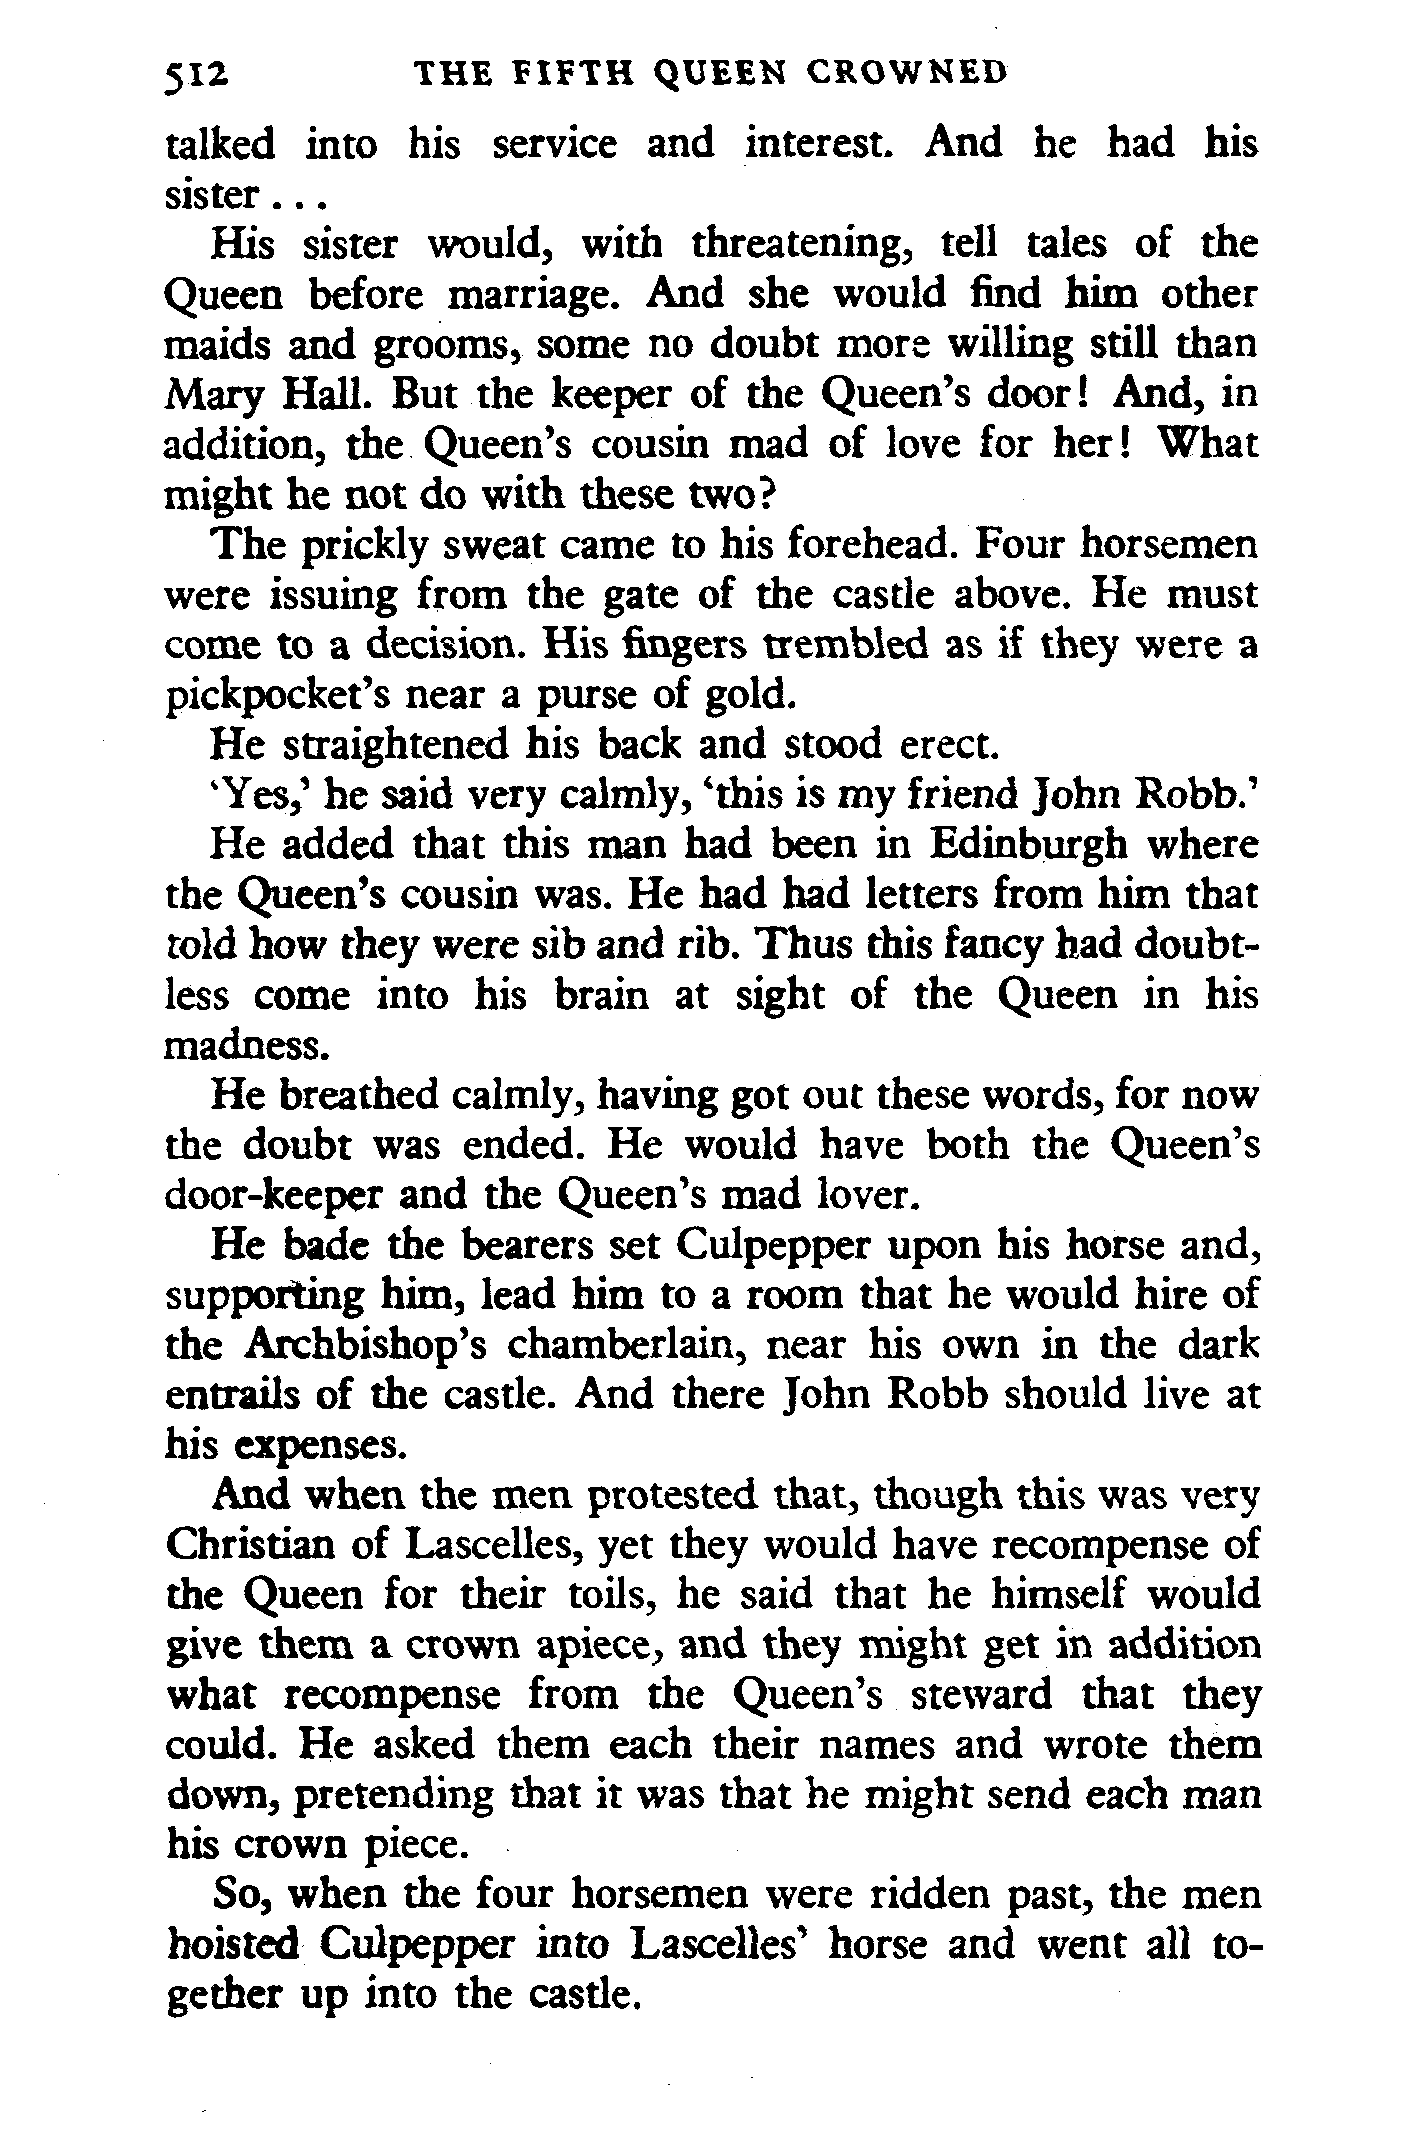 512 THE FIFTH QUEEN CROWNED
talked into his service and interest. And he had his
sister . . .
His sister would, with threatening, tell tales of the
Queen before marriage. And she would find him other
maids and grooms, some no doubt more willing still than
Mary Hall. But the keeper of the Queen's door! And, in
addition, the Queen's cousin mad of love for her! What
might he not do with these two?
The prickly sweat came to his forehead. Four horsemen
were issuing from the gate of the castle above. He must
come to a decision. His fingers trembled as if they were a
pickpocket's near a purse of gold.
He straightened his back and stood erect.
‘Yes,’ he said very calmly, ‘this is my friend John Robb.’
He added that this man had been in Edinburgh where
the Queen's cousin was. He had had letters from him that
told how they were sib and rib. Thus this fancy had doubt-
less come into his brain at sight of the Queen in his
madness.
He breathed calmly, having got out these words, for now
the doubt was ended. He would have both the Queen's
door-keeper and the Queen's mad lover.
He bade the bearers set Culpepper upon his horse and,
supporting him, lead him to a room that he would hire of
the Archbishop's chamberlain, near his own in the dark
entrails of the castle. And there John Robb should live at
his expenses.
And when the men protested that, though this was very
Christian of Lascelles, yet they would have recompense of
the Queen for their toils, he said that he himself would
give them a crown apiece, and they might get in addition
what recompense from the Queen's steward that they
could. He asked them each their names and wrote them
down, pretending that it was that he might send each man
his crown piece.
So, when the four horsemen were ridden past, the men
hoisted Culpepper into Lascelles' horse and went all to-
gether up into the castle.